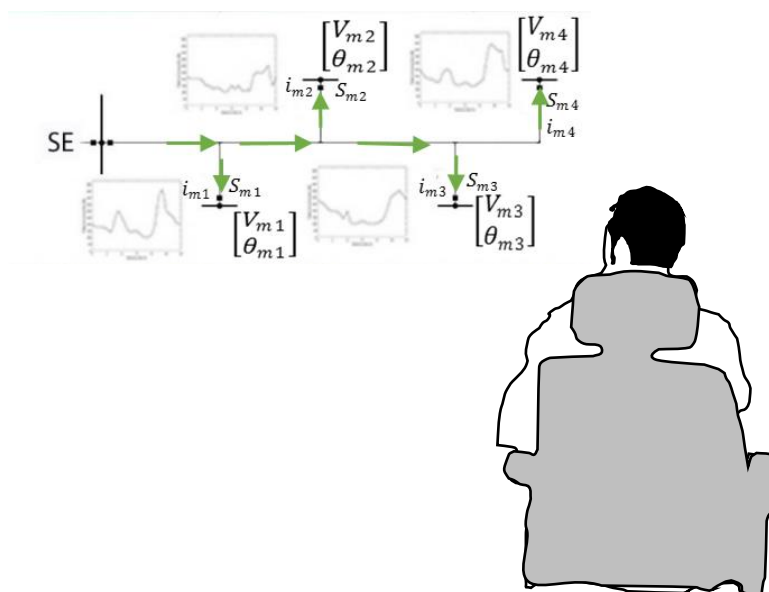 [V_{m2}
θ_{m2}]
[V_{m4}
θ_{m4}]
i_{m2} S_{m2}
S_{m4}
i_{m4}
SE
i_{m1} S_{m1}
i_{m3} S_{m3}
[V_{m1}
θ_{m1}]
[V_{m3}
θ_{m3}]